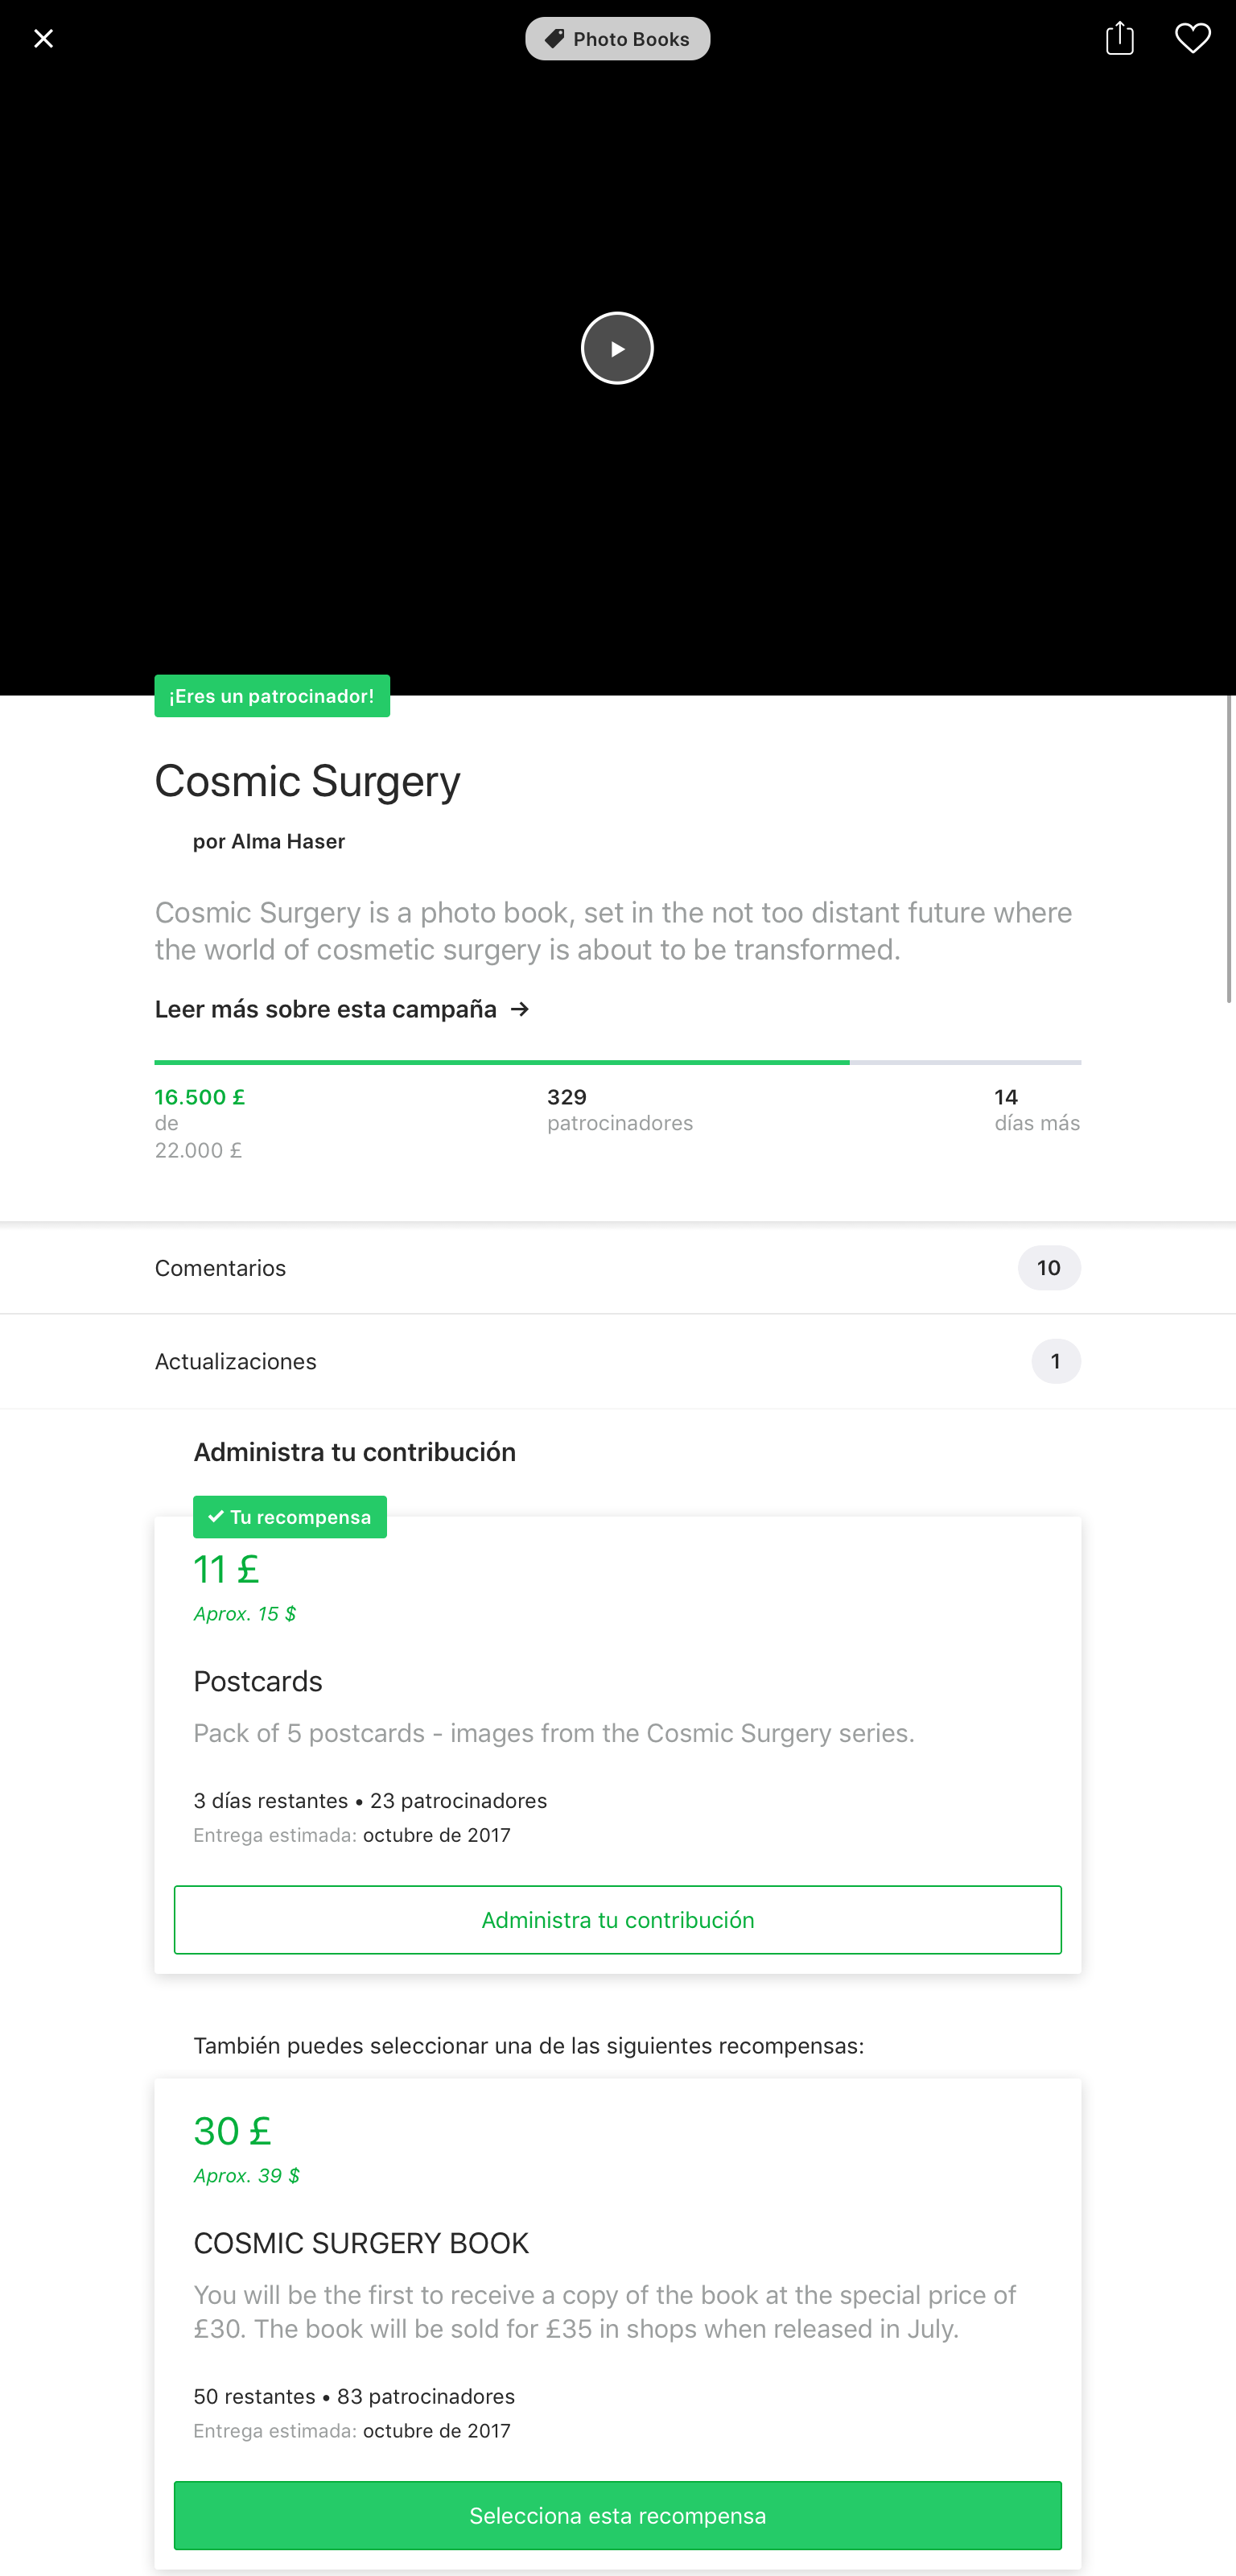 Photo Books
¡Eres un patrocinador!
Cosmic Surgery
por Alma Haser
Cosmic Surgery is a photo book, set in the not too distant future where
the world of cosmetic surgery is about to be transformed.
Leer más sobre esta campaña →
16.500 £
de
22.000 £
329
patrocinadores
14
días más
Comentarios
10
Actualizaciones
1
Administra tu contribución
✔ Tu recompensa
11 £
Aprox. 15 $
Postcards
Pack of 5 postcards - images from the Cosmic Surgery series.
3 días restantes • 23 patrocinadores
Entrega estimada: octubre de 2017
Administra tu contribución
También puedes seleccionar una de las siguientes recompensas:
30 £
Aprox. 39 $
COSMIC SURGERY BOOK
You will be the first to receive a copy of the book at the special price of
£30. The book will be sold for £35 in shops when released in July.
50 restantes • 83 patrocinadores
Entrega estimada: octubre de 2017
Selecciona esta recompensa